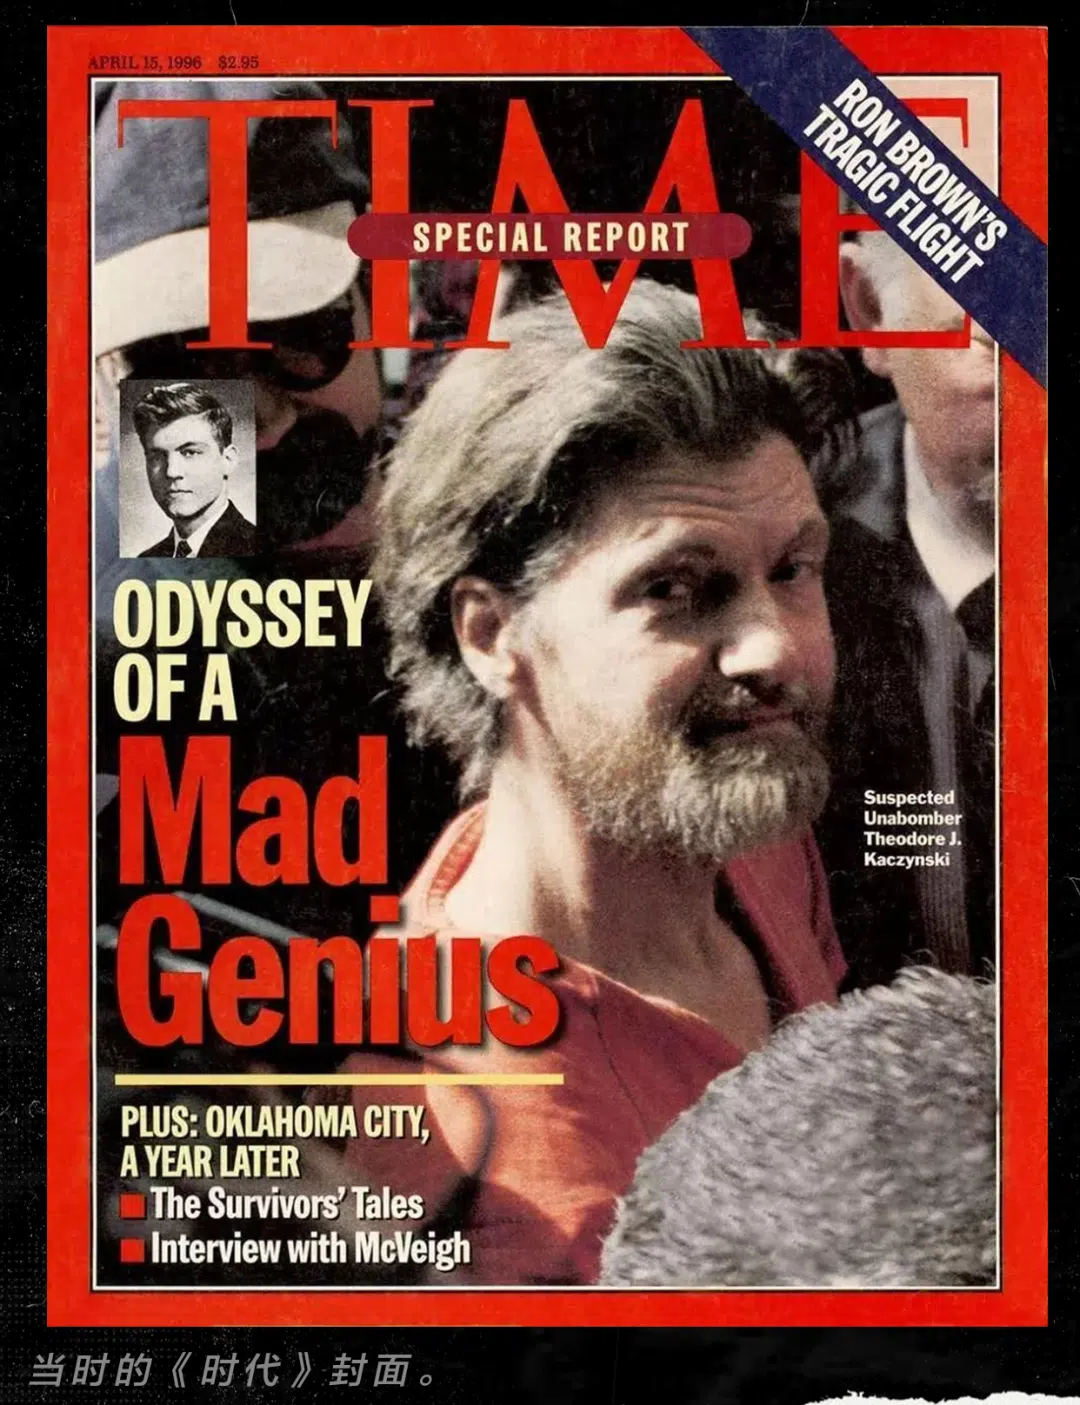 APRIL 15, 1996 $2.95
TIME
RON BROWN'S
TRAGIC FLIGHT
SPECIAL REPORT
ODYSSEY
OF A
Mad
Genius
Suspected
Unabomber
Theodore J.
Kaczynski
PLUS: OKLAHOMA CITY,
A YEAR LATER
The Survivors' Tales
Interview with McVeigh
当时的《时代》封面。